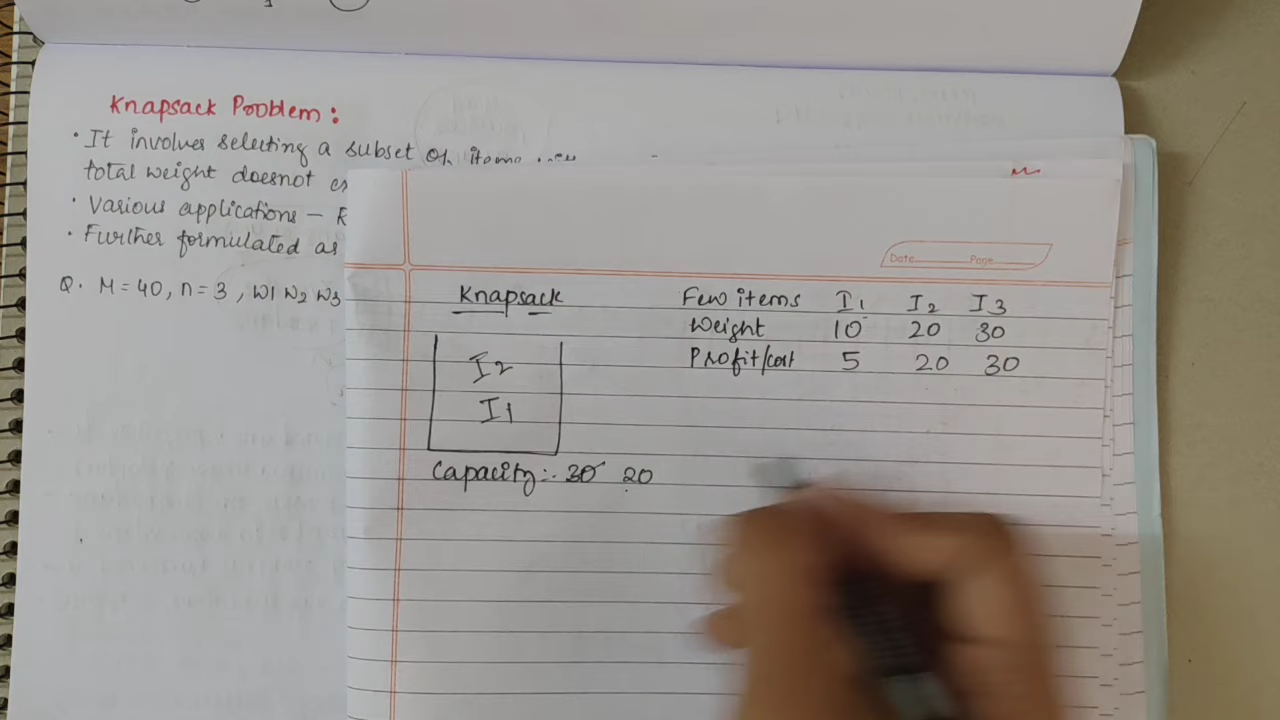 Knapsack Problem:
• It involves selecting a subset of items
total weight doesnot
• Various applications –
• Further formulated as
Q. M = 40, n = 3, W1 W2 W3
Date Page
Knapsack
Few items I1 I2 I3
Weight 10 20 30
Profit/cost 5 20 30
I2
I1
Capacity:- 30 20